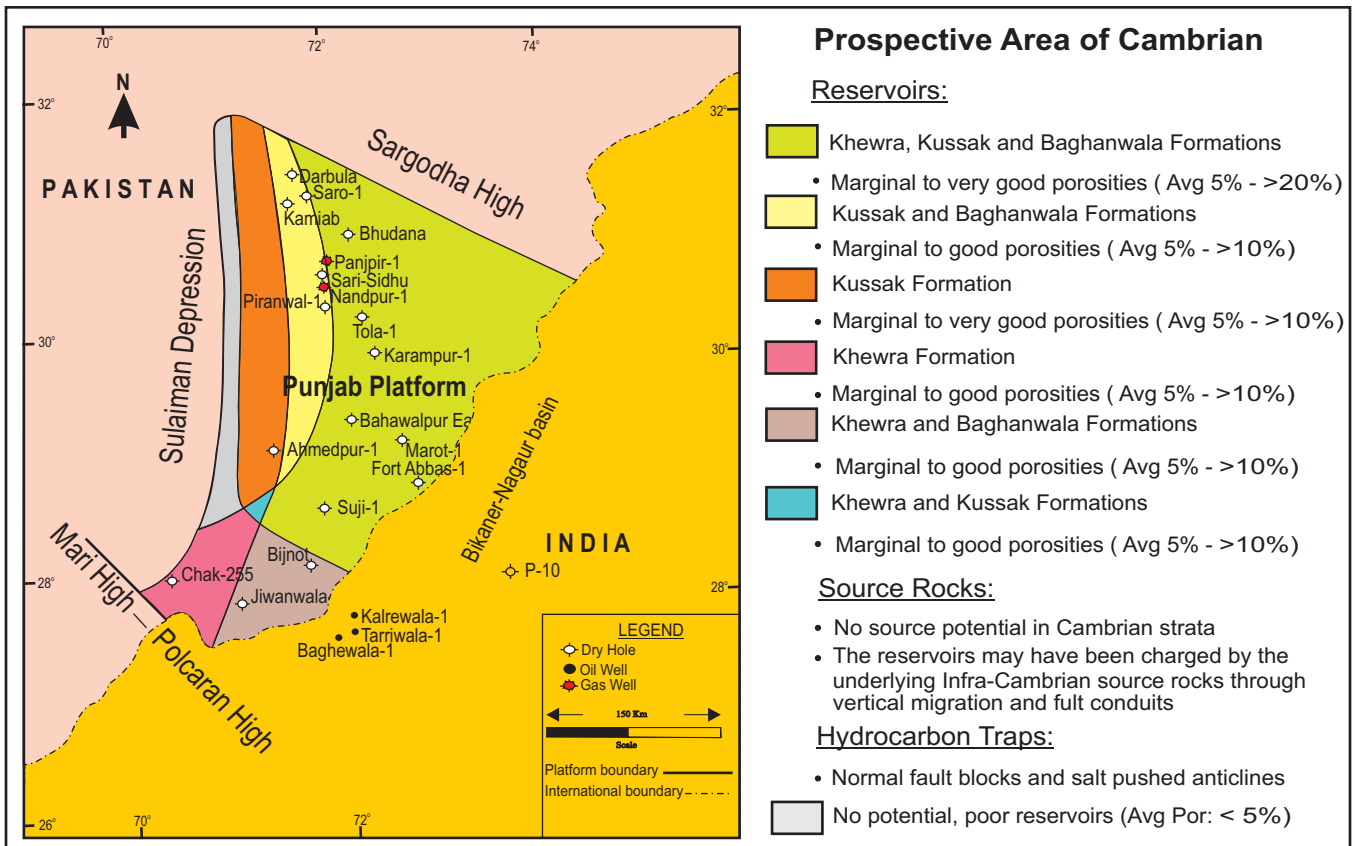 70°
72°
74°
N
32°
32°
PAKISTAN
Sargodha High
Darbula
Saro-1
Kamiab
Bhudana
Panjpir-1
Sari-Sidhu
Nandpur-1
Piranwal-1
Tola-1
Karampur-1
30°
30°
Sulaiman Depression
Punjab Platform
Bahawalpur Ea
Ahmedpur-1
Marot-1
Fort Abbas-1
Suji-1
Bikaner-Nagaur basin
INDIA
P-10
Bijnot
Chak-255
Jiwanwala
28°
28°
Mari High
Polcaran High
Kalrewala-1
Tarriwala-1
Baghewala-1
LEGEND
Dry Hole
Oil Well
Gas Well
150 Km
Scale
Platform boundary
International boundary
26°
70°
72°
Prospective Area of Cambrian
Reservoirs:
Khewra, Kussak and Baghanwala Formations
• Marginal to very good porosities ( Avg 5% - >20%)
Kussak and Baghanwala Formations
• Marginal to good porosities ( Avg 5% - >10%)
Kussak Formation
• Marginal to very good porosities ( Avg 5% - >10%)
Khewra Formation
• Marginal to good porosities ( Avg 5% - >10%)
Khewra and Baghanwala Formations
• Marginal to good porosities ( Avg 5% - >10%)
Khewra and Kussak Formations
• Marginal to good porosities ( Avg 5% - >10%)
Source Rocks:
• No source potential in Cambrian strata
• The reservoirs may have been charged by the
underlying Infra-Cambrian source rocks through
vertical migration and fult conduits
Hydrocarbon Traps:
• Normal fault blocks and salt pushed anticlines
No potential, poor reservoirs (Avg Por: < 5%)